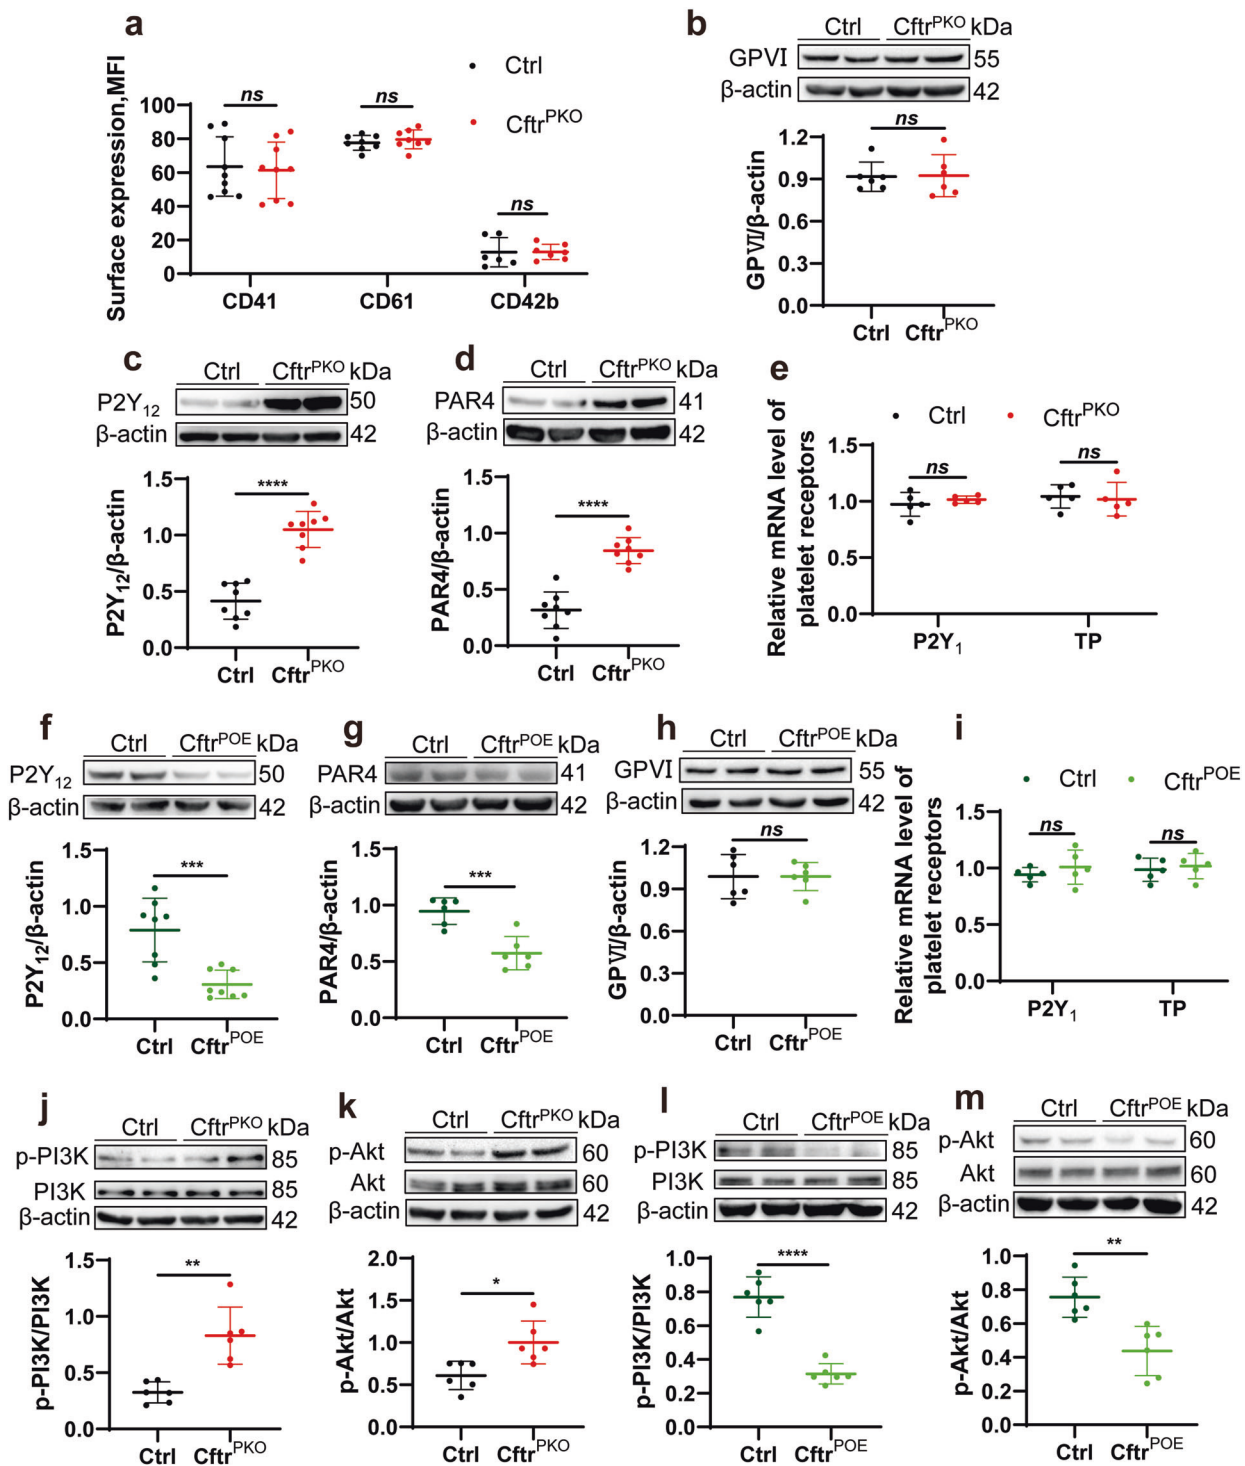 a
Surface expression,MFI
100
80
60
40
20
0
ns
ns
ns
CD41
CD61
CD42b
Ctrl
Cftr^PKO
b
Ctrl Cftr^PKO kDa
GPVI 55
β-actin 42
GPVI/β-actin
1.2
0.9
0.6
0.3
0.0
ns
Ctrl Cftr^PKO
c
Ctrl Cftr^PKO kDa
P2Y₁₂ 50
β-actin 42
P2Y₁₂/β-actin
1.5
1.0
0.5
0.0
****
Ctrl Cftr^PKO
d
Ctrl Cftr^PKO kDa
PAR4 41
β-actin 42
PAR4/β-actin
1.5
1.0
0.5
0.0
****
Ctrl Cftr^PKO
e
Ctrl Cftr^PKO
Relative mRNA level of
platelet receptors
1.5
1.0
0.5
0.0
ns
ns
P2Y₁ TP
f
Ctrl Cftr^POE kDa
P2Y₁₂ 50
β-actin 42
P2Y₁₂/β-actin
1.5
1.0
0.5
0.0
***
Ctrl Cftr^POE
g
Ctrl Cftr^POE kDa
PAR4 41
β-actin 42
PAR4/β-actin
1.5
1.0
0.5
0.0
***
Ctrl Cftr^POE
h
Ctrl Cftr^POE kDa
GPVI 55
β-actin 42
GPVI/β-actin
1.2
0.9
0.6
0.3
0.0
ns
Ctrl Cftr^POE
i
Ctrl Cftr^POE
Relative mRNA level of
platelet receptors
1.5
1.0
0.5
0.0
ns
ns
P2Y₁ TP
j
Ctrl Cftr^PKO kDa
p-PI3K 85
PI3K 85
β-actin 42
p-PI3K/PI3K
1.5
1.0
0.5
0.0
**
Ctrl Cftr^PKO
k
Ctrl Cftr^PKO kDa
p-Akt 60
Akt 60
β-actin 42
p-Akt/Akt
2.0
1.5
1.0
0.5
0.0
*
Ctrl Cftr^PKO
l
Ctrl Cftr^POE kDa
p-PI3K 85
PI3K 85
β-actin 42
p-PI3K/PI3K
1.0
0.8
0.6
0.4
0.2
0.0
****
Ctrl Cftr^POE
m
Ctrl Cftr^POE kDa
p-Akt 60
Akt 60
β-actin 42
p-Akt/Akt
1.0
0.8
0.6
0.4
0.2
0.0
**
Ctrl Cftr^POE